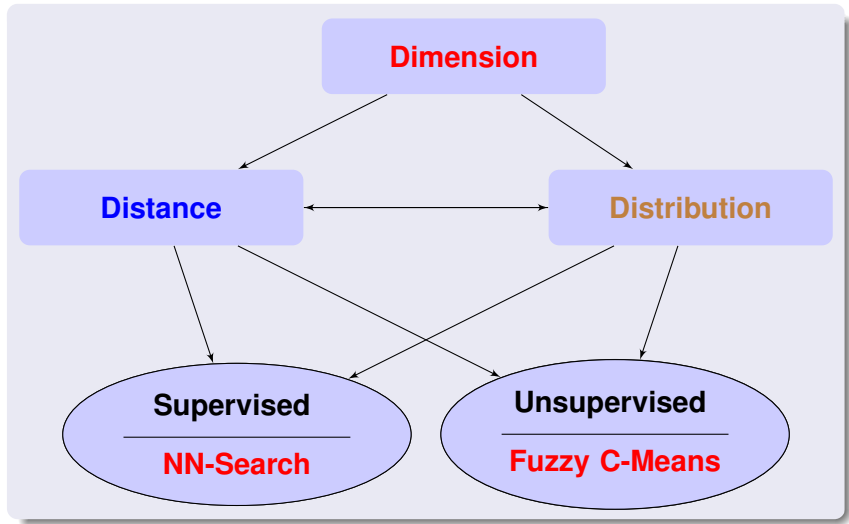 Dimension
Distance
Distribution
Supervised
NN-Search
Unsupervised
Fuzzy C-Means